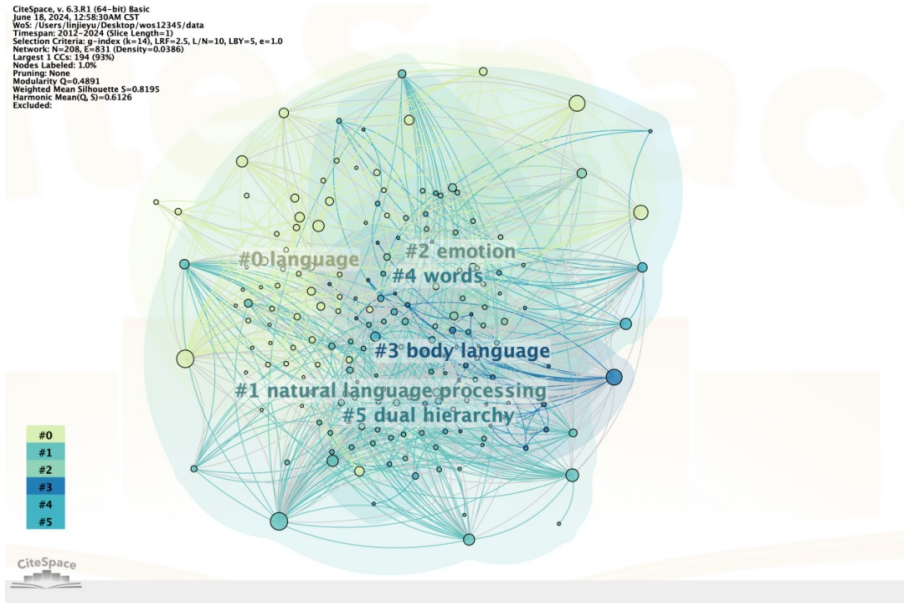 CiteSpace, v. 6.3.R1 (64-bit) Basic
June 18, 2024, 12:58:30AM CST
WoS: /Users/linjieyu/Desktop/wos12345/data
Timespan: 2012-2024 (Slice Length=1)
Selection Criteria: g-index (k=14), LRF=2.5, L/N=10, LBY=5, e=1.0
Network: N=208, E=831 (Density=0.0386)
Largest 1 CCs: 194 (93%)
Nodes Labeled: 1.0%
Pruning: None
Modularity Q=0.4891
Weighted Mean Silhouette S=0.8195
Harmonic Mean(Q, S)=0.6126
Excluded:
#2 emotion
#0 language
#4 words
#3 body language
#1 natural language processing
#5 dual hierarchy
#0
#1
#2
#3
#4
#5
CiteSpace